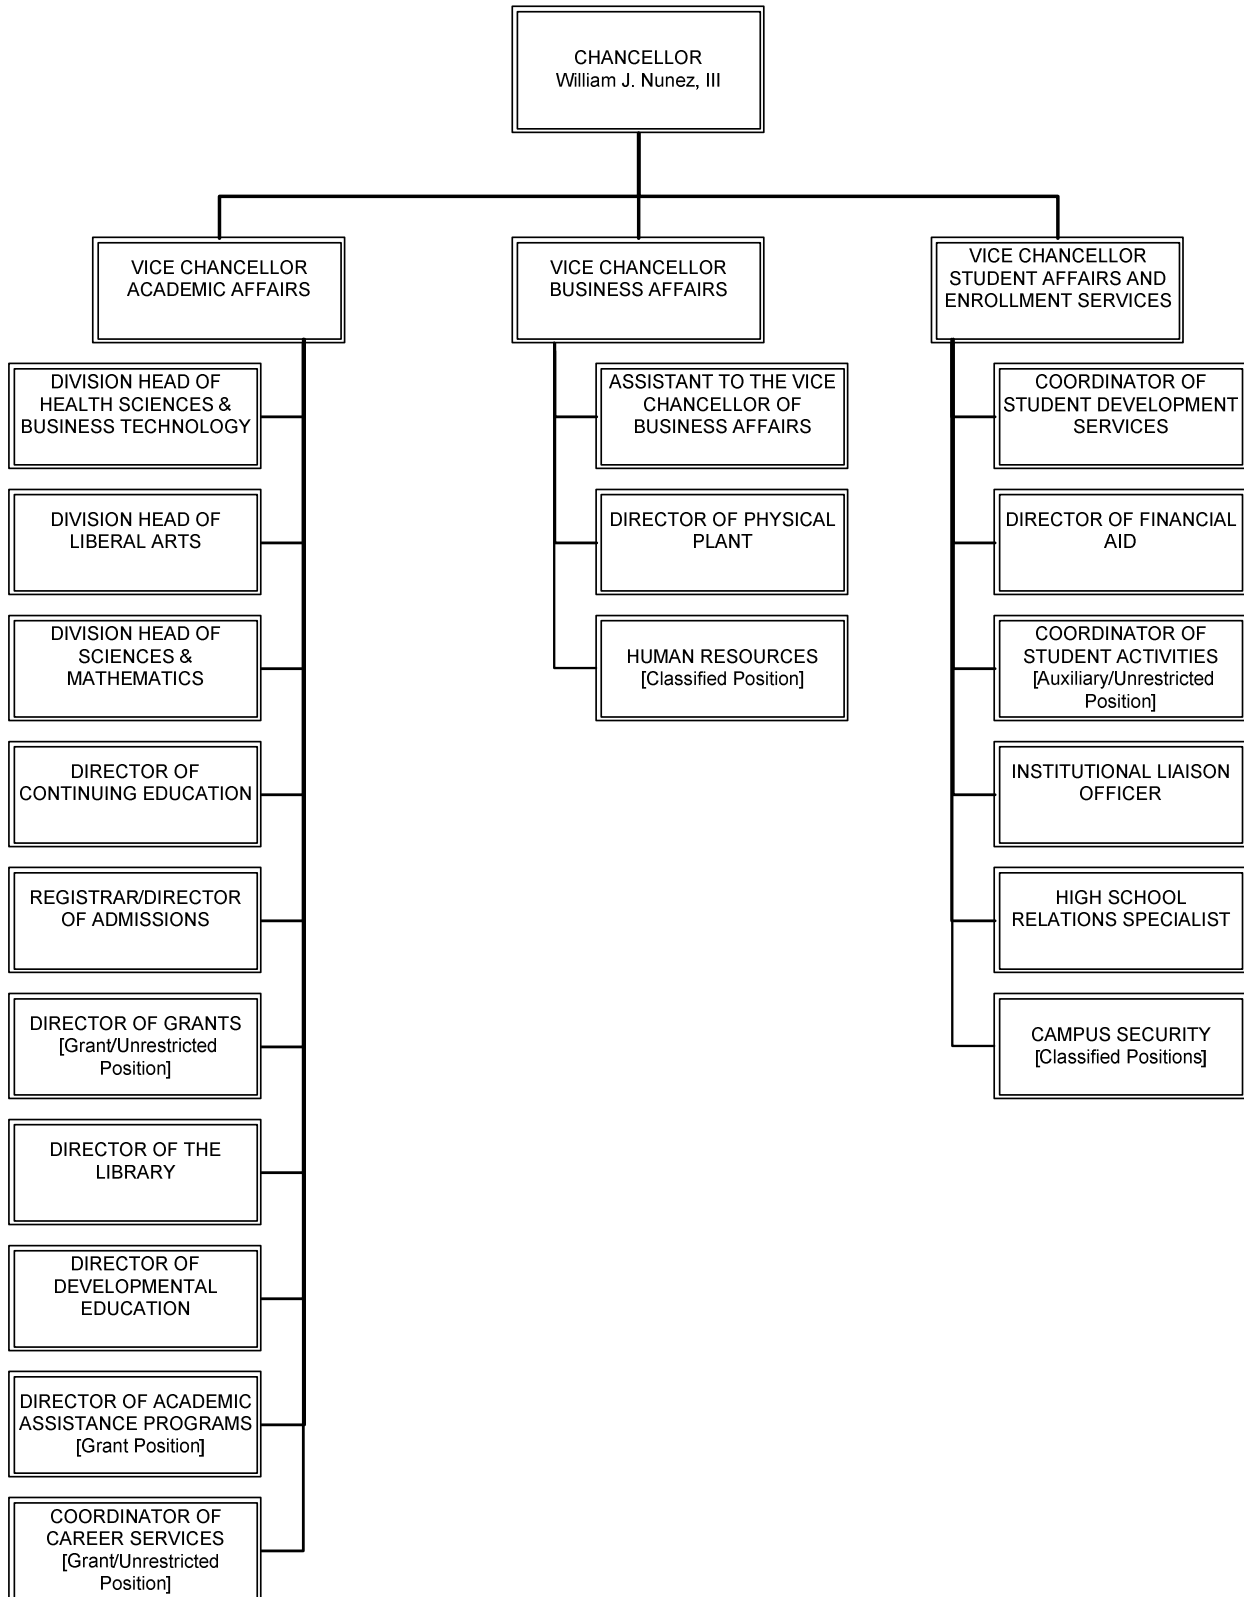 CHANCELLOR
William J. Nunez, III
VICE CHANCELLOR
ACADEMIC AFFAIRS
VICE CHANCELLOR
BUSINESS AFFAIRS
VICE CHANCELLOR
STUDENT AFFAIRS AND
ENROLLMENT SERVICES
DIVISION HEAD OF
HEALTH SCIENCES &
BUSINESS TECHNOLOGY
DIVISION HEAD OF
LIBERAL ARTS
DIVISION HEAD OF
SCIENCES &
MATHEMATICS
DIRECTOR OF
CONTINUING EDUCATION
REGISTRAR/DIRECTOR
OF ADMISSIONS
DIRECTOR OF GRANTS
[Grant/Unrestricted
Position]
DIRECTOR OF THE
LIBRARY
DIRECTOR OF
DEVELOPMENTAL
EDUCATION
DIRECTOR OF ACADEMIC
ASSISTANCE PROGRAMS
[Grant Position]
COORDINATOR OF
CAREER SERVICES
[Grant/Unrestricted
Position]
ASSISTANT TO THE VICE
CHANCELLOR OF
BUSINESS AFFAIRS
DIRECTOR OF PHYSICAL
PLANT
HUMAN RESOURCES
[Classified Position]
COORDINATOR OF
STUDENT DEVELOPMENT
SERVICES
DIRECTOR OF FINANCIAL
AID
COORDINATOR OF
STUDENT ACTIVITIES
[Auxiliary/Unrestricted
Position]
INSTITUTIONAL LIAISON
OFFICER
HIGH SCHOOL
RELATIONS SPECIALIST
CAMPUS SECURITY
[Classified Positions]